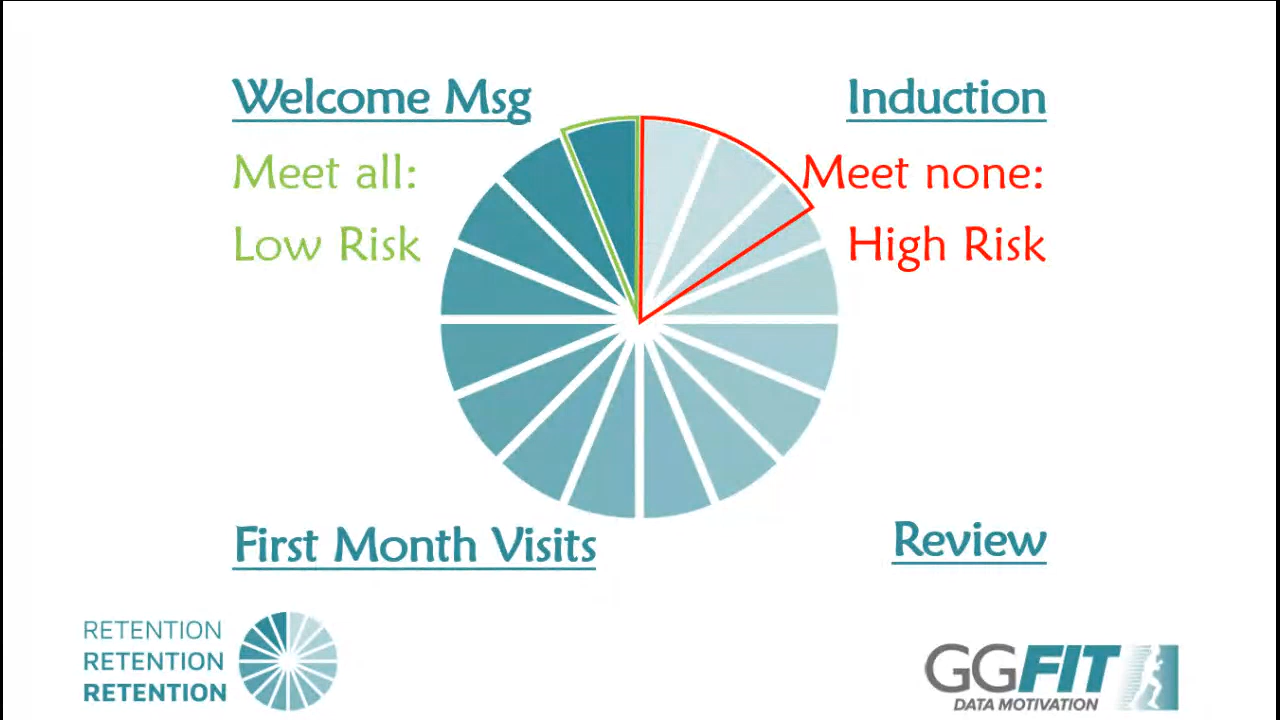 Welcome Msg
Meet all:
Low Risk
Induction
Meet none:
High Risk
First Month Visits
Review
RETENTION
RETENTION
RETENTION
GGFIT
DATA MOTIVATION